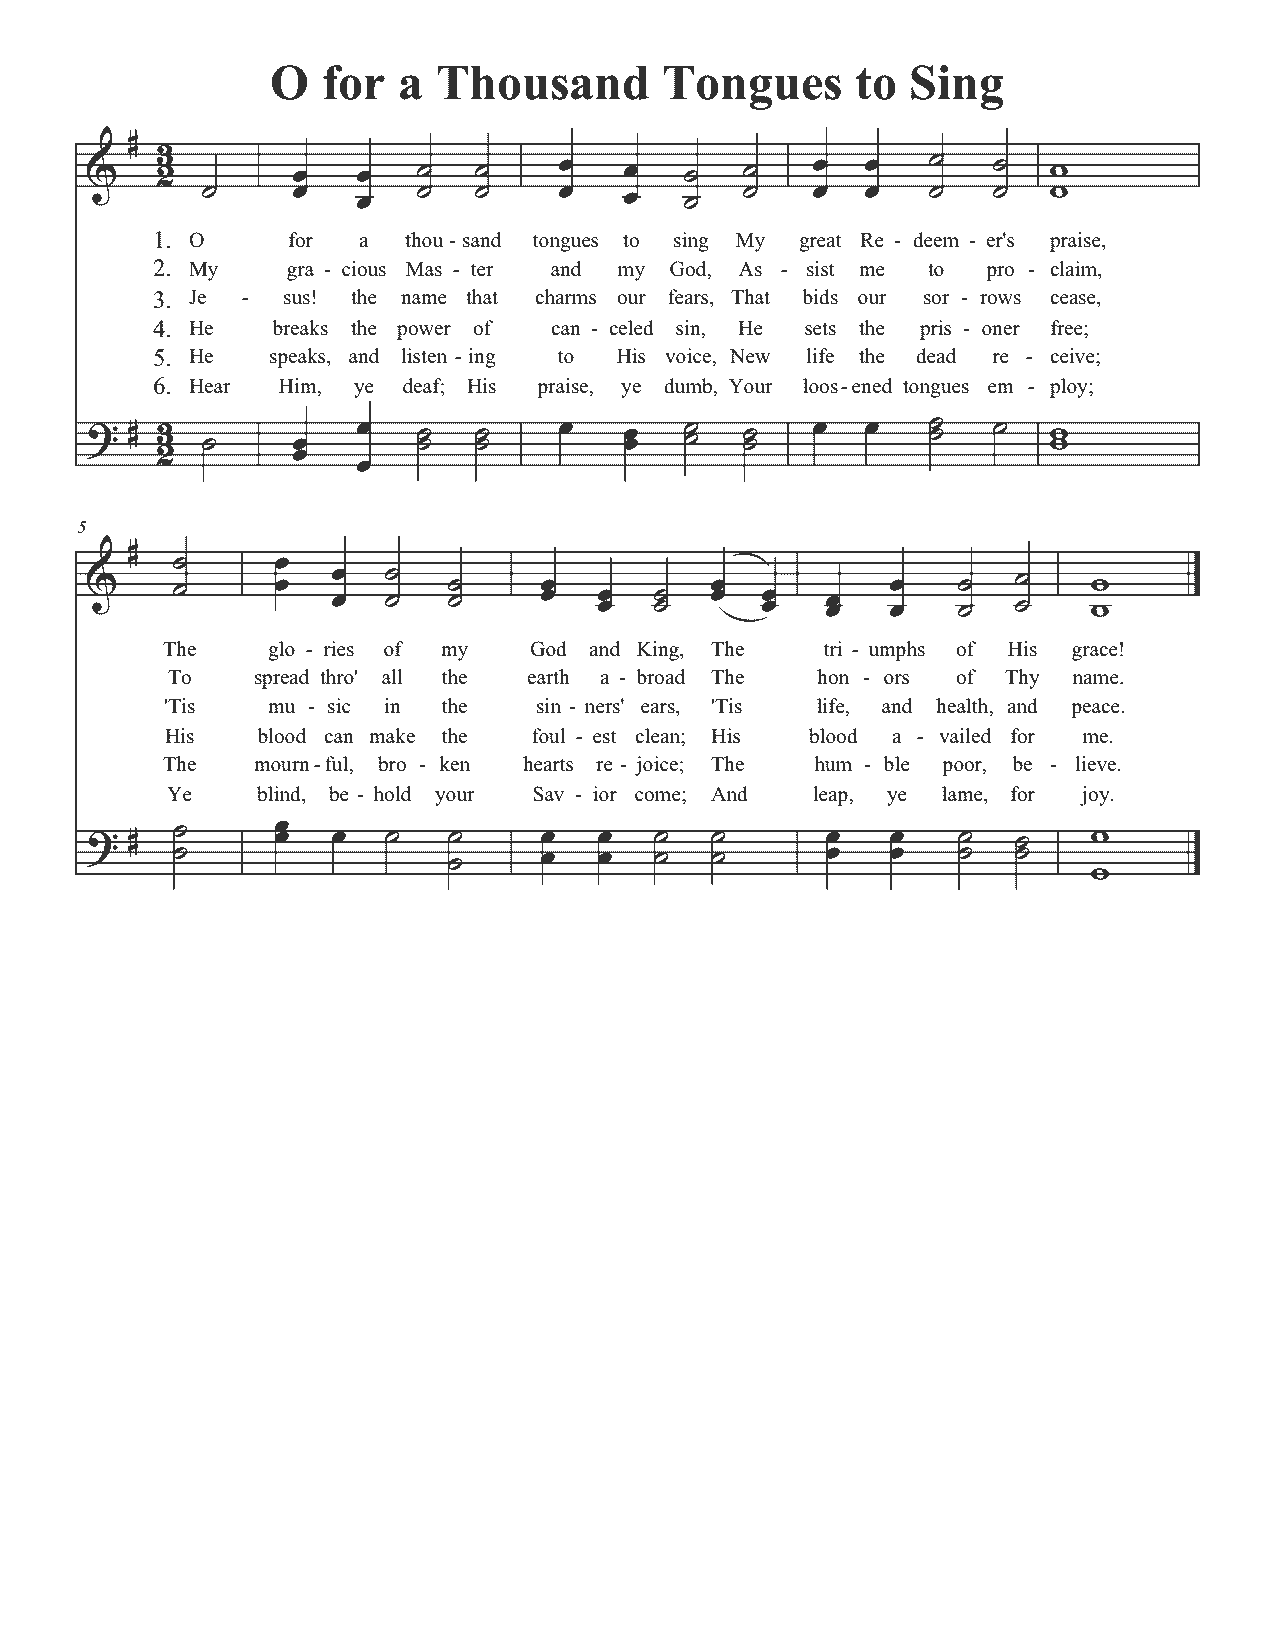 O for a Thousand Tongues to Sing
1. O for a thou - sand tongues to sing My great Re - deem - er's praise,
2. My gra - cious Mas - ter and my God, As - sist me to pro - claim,
3. Je - sus! the name that charms our fears, That bids our sor - rows cease,
4. He breaks the power of can - celed sin, He sets the pris - oner free;
5. He speaks, and listen - ing to His voice, New life the dead re - ceive;
6. Hear Him, ye deaf; His praise, ye dumb, Your loos - ened tongues em - ploy;
5
The glo - ries of my God and King, The tri - umphs of His grace!
To spread thro' all the earth a - broad The hon - ors of Thy name.
'Tis mu - sic in the sin - ners' ears, 'Tis life, and health, and peace.
His blood can make the foul - est clean; His blood a - vailed for me.
The mourn - ful, bro - ken hearts re - joice; The hum - ble poor, be - lieve.
Ye blind, be - hold your Sav - ior come; And leap, ye lame, for joy.